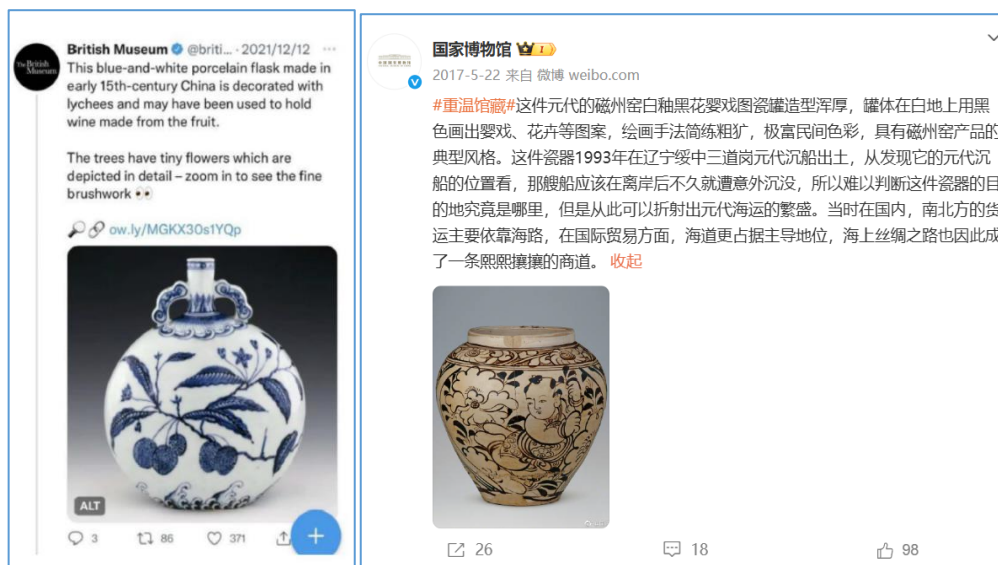 British Museum @briti... · 2021/12/12 ...
The British
Museum
This blue-and-white porcelain flask made in
early 15th-century China is decorated with
lychees and may have been used to hold
wine made from the fruit.
The trees have tiny flowers which are
depicted in detail – zoom in to see the fine
brushwork 👀
🔎🔗 ow.ly/MGKX30s1YQp
ALT
3 86 371
国家博物馆 1
2017-5-22 来自 微博 weibo.com
#重温馆藏#这件元代的磁州窑白釉黑花婴戏图瓷罐造型浑厚，罐体在白地上用黑
色画出婴戏、花卉等图案，绘画手法简练粗犷，极富民间色彩，具有磁州窑产品的
典型风格。这件瓷器1993年在辽宁绥中三道岗元代沉船出土，从发现它的元代沉
船的位置看，那艘船应该在离岸后不久就遭意外沉没，所以难以判断这件瓷器的目
的地究竟是哪里，但是从此可以折射出元代海运的繁盛。当时在国内，南北方的货
运主要依靠海路，在国际贸易方面，海道更占据主导地位，海上丝绸之路也因此成
了一条熙熙攘攘的商道。 收起
26 18 98